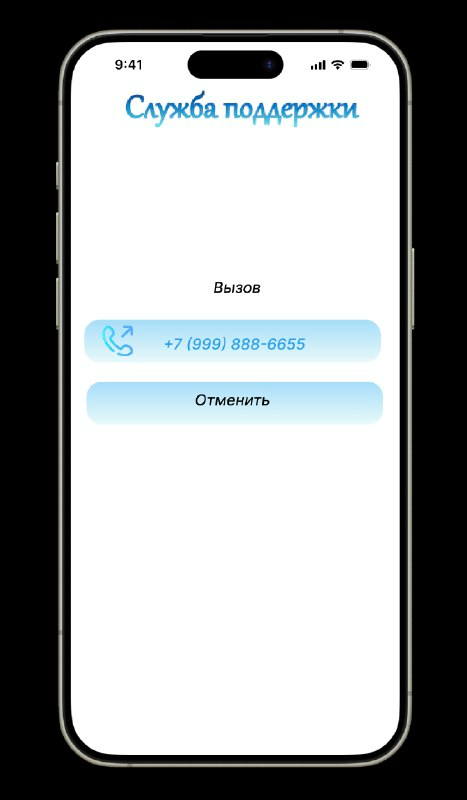 9:41
Служба поддержки
Вызов
+7 (999) 888-6655
Отменить